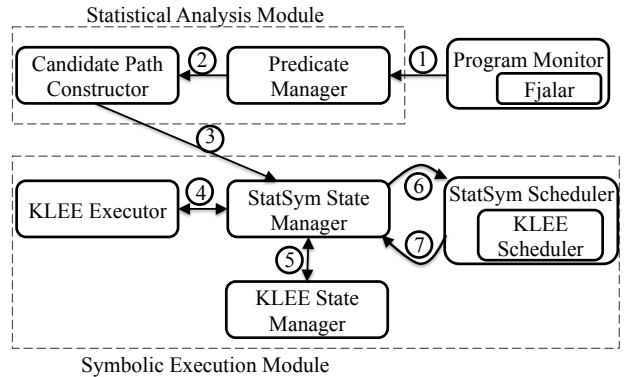 Statistical Analysis Module
Candidate Path
Constructor
2
Predicate
Manager
1
Program Monitor
Fjalar
3
KLEE Executor
4
StatSym State
Manager
6
7
StatSym Scheduler
KLEE
Scheduler
5
KLEE State
Manager
Symbolic Execution Module